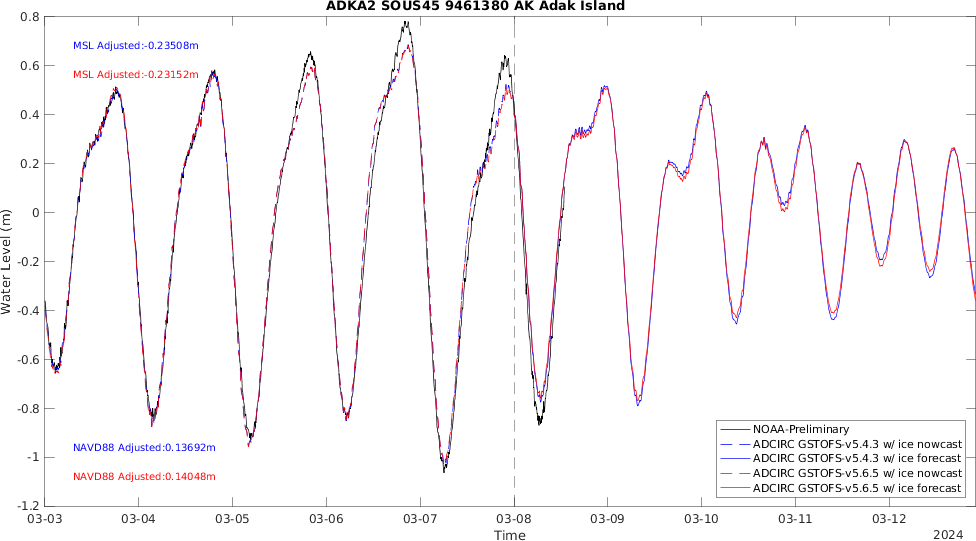 ADKA2 SOUS45 9461380 AK Adak Island
MSL Adjusted:-0.23508m
MSL Adjusted:-0.23152m
NAVD88 Adjusted:0.13692m
NAVD88 Adjusted:0.14048m
Water Level (m)
0.8
0.6
0.4
0.2
0
-0.2
-0.4
-0.6
-0.8
-1
-1.2
NOAA-Preliminary
ADCIRC GSTOFS-v5.4.3 w/ ice nowcast
ADCIRC GSTOFS-v5.4.3 w/ ice forecast
ADCIRC GSTOFS-v5.6.5 w/ ice nowcast
ADCIRC GSTOFS-v5.6.5 w/ ice forecast
03-03 03-04 03-05 03-06 03-07 03-08 03-09 03-10 03-11 03-12
Time
2024